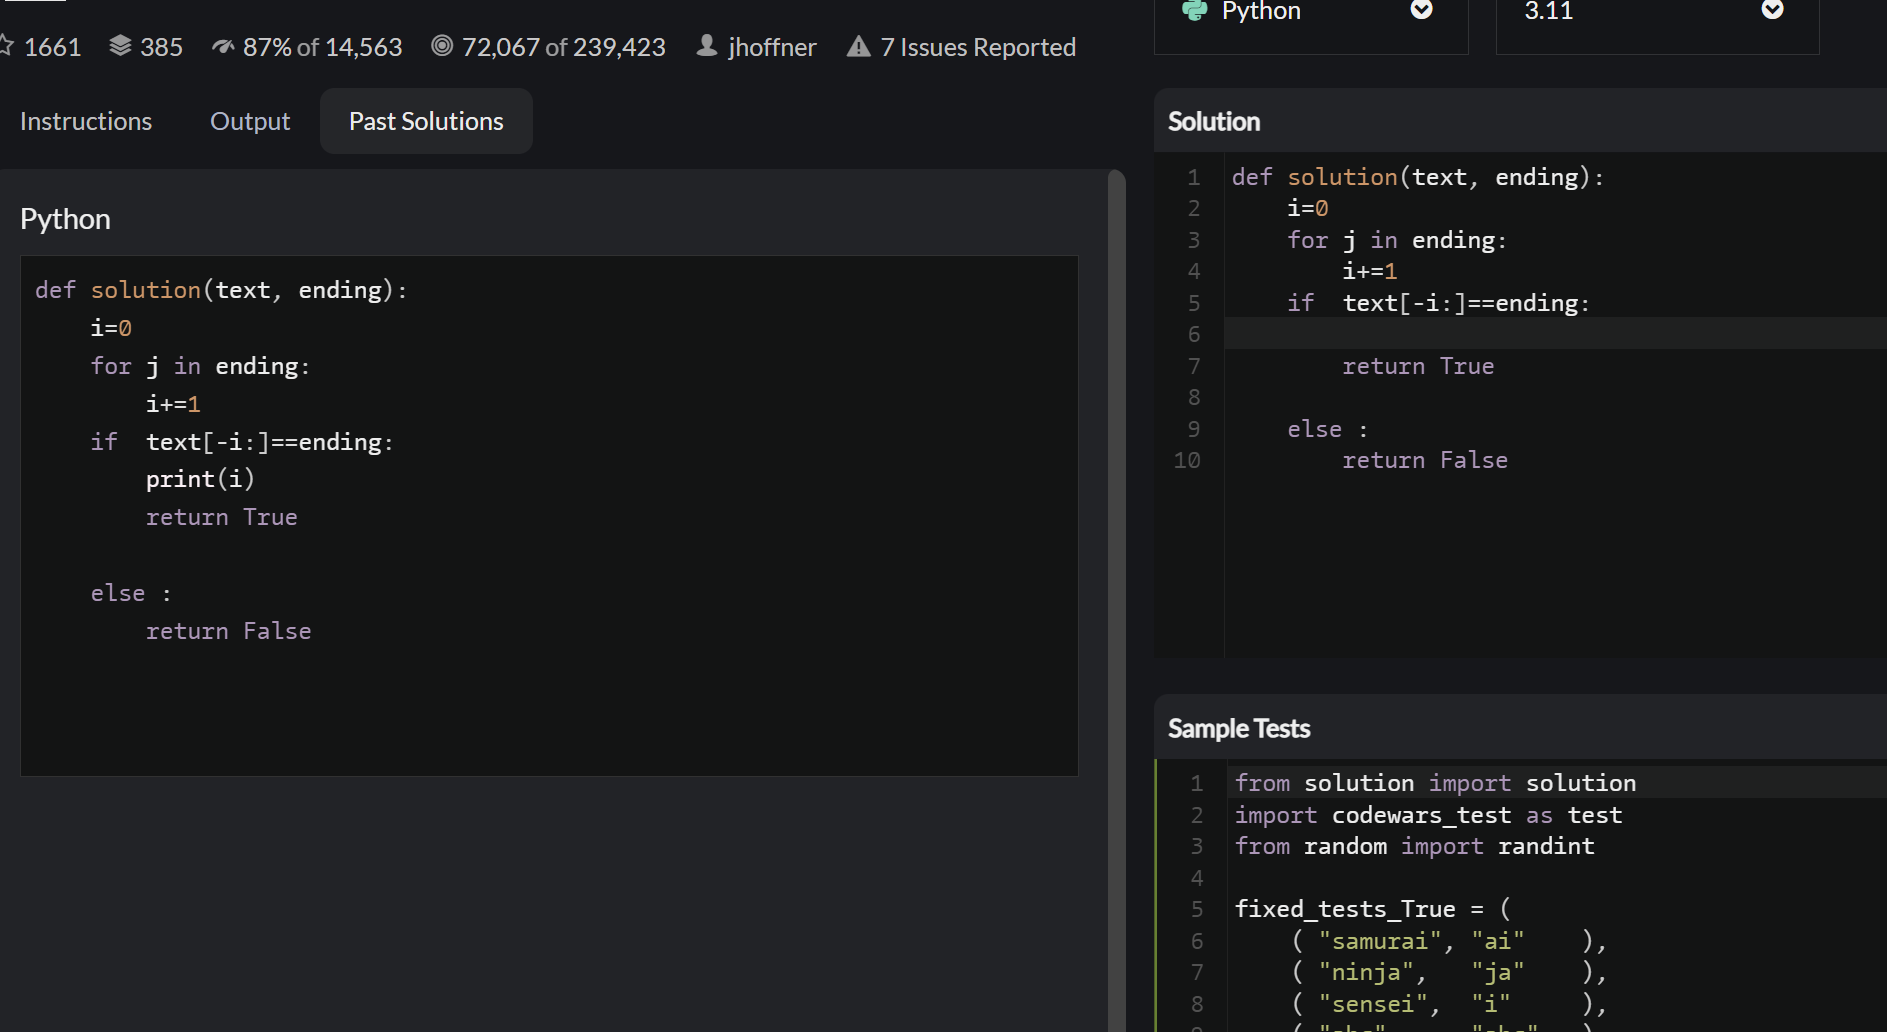 1661 385 87% of 14,563 72,067 of 239,423 jhoffner 7 Issues Reported
Instructions Output Past Solutions
Python
def solution(text, ending):
    i=0
    for j in ending:
        i+=1
    if  text[-i:]==ending:
        print(i)
        return True
    else :
        return False
Python 3.11
Solution
1 def solution(text, ending):
2     i=0
3     for j in ending:
4         i+=1
5     if  text[-i:]==ending:
6
7         return True
8
9     else :
10         return False
Sample Tests
1 from solution import solution
2 import codewars_test as test
3 from random import randint
4
5 fixed_tests_True = (
6     ( "samurai", "ai"    ),
7     ( "ninja",   "ja"    ),
8     ( "sensei",  "i"     ),